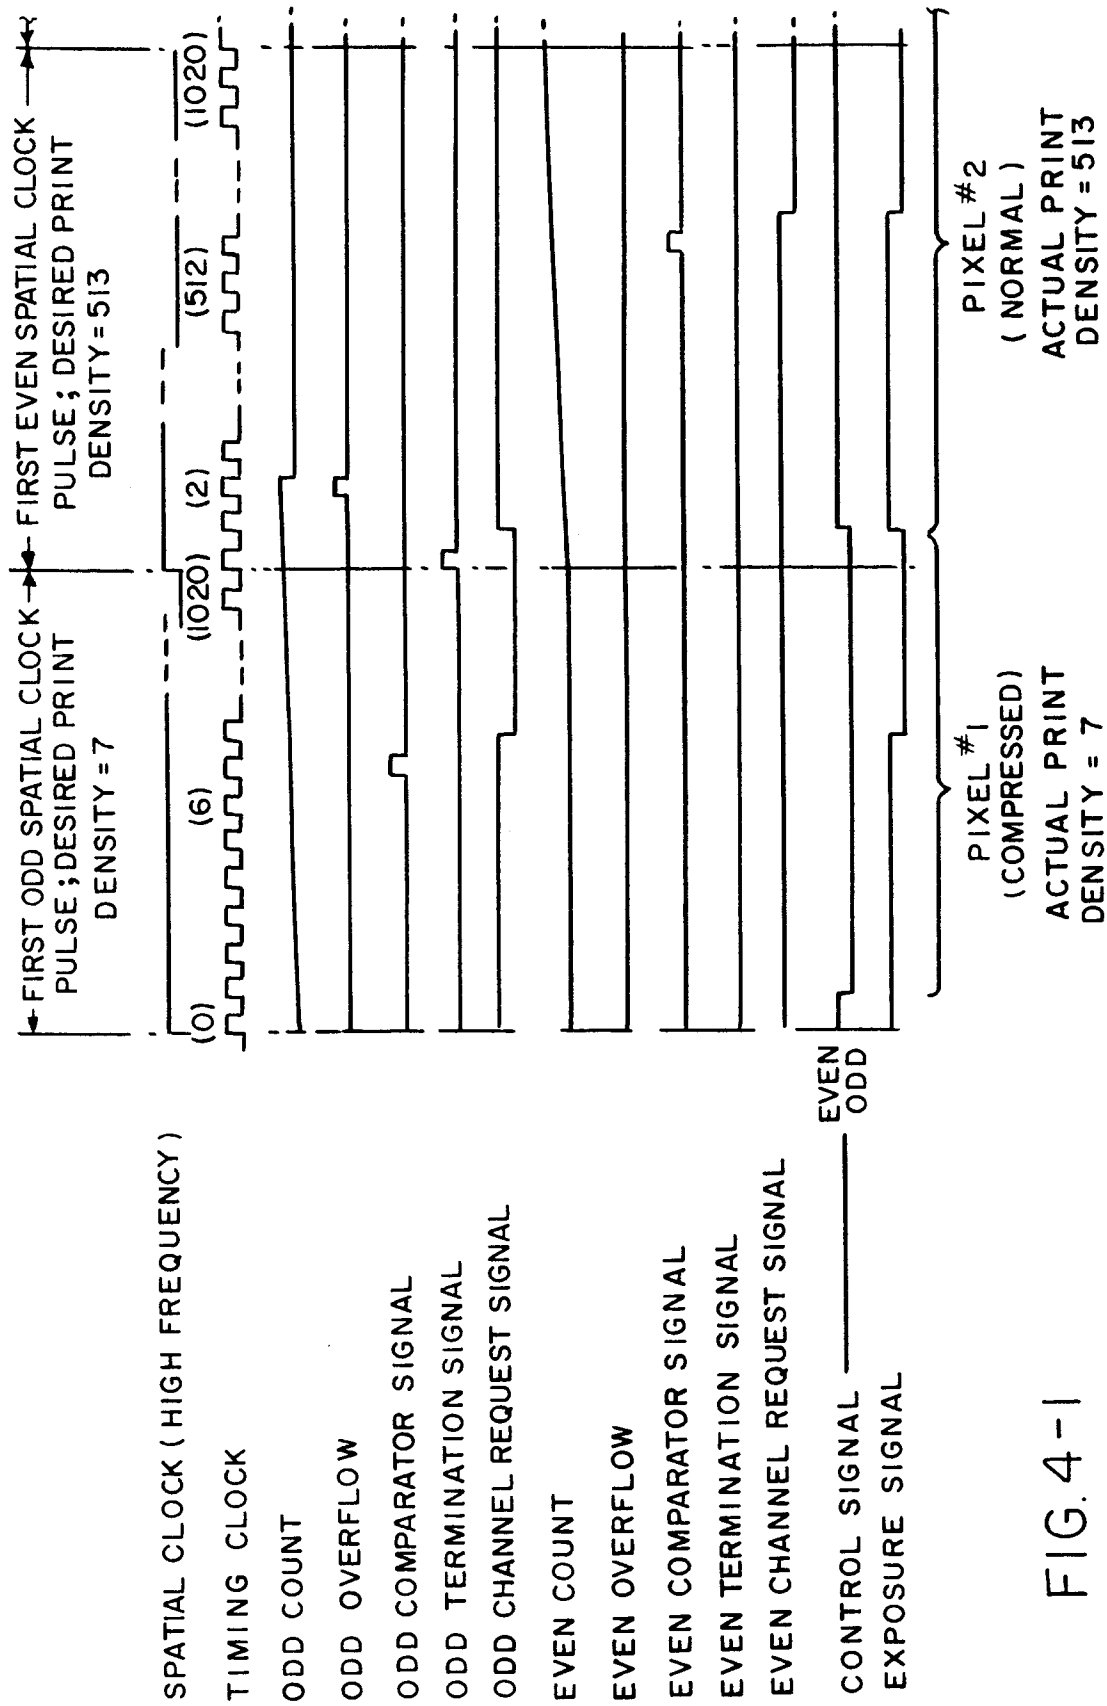 FIRST ODD SPATIAL CLOCK
PULSE; DESIRED PRINT
DENSITY = 7
FIRST EVEN SPATIAL CLOCK
PULSE; DESIRED PRINT
DENSITY = 513
SPATIAL CLOCK (HIGH FREQUENCY)
(0)
(6)
(1020)
(2)
(512)
(1020)
TIMING CLOCK
ODD COUNT
ODD OVERFLOW
ODD COMPARATOR SIGNAL
ODD TERMINATION SIGNAL
ODD CHANNEL REQUEST SIGNAL
EVEN COUNT
EVEN OVERFLOW
EVEN COMPARATOR SIGNAL
EVEN TERMINATION SIGNAL
EVEN CHANNEL REQUEST SIGNAL
CONTROL SIGNAL
EVEN
ODD
EXPOSURE SIGNAL
PIXEL #1
(COMPRESSED)
ACTUAL PRINT
DENSITY = 7
PIXEL #2
(NORMAL)
ACTUAL PRINT
DENSITY = 513
FIG. 4-1